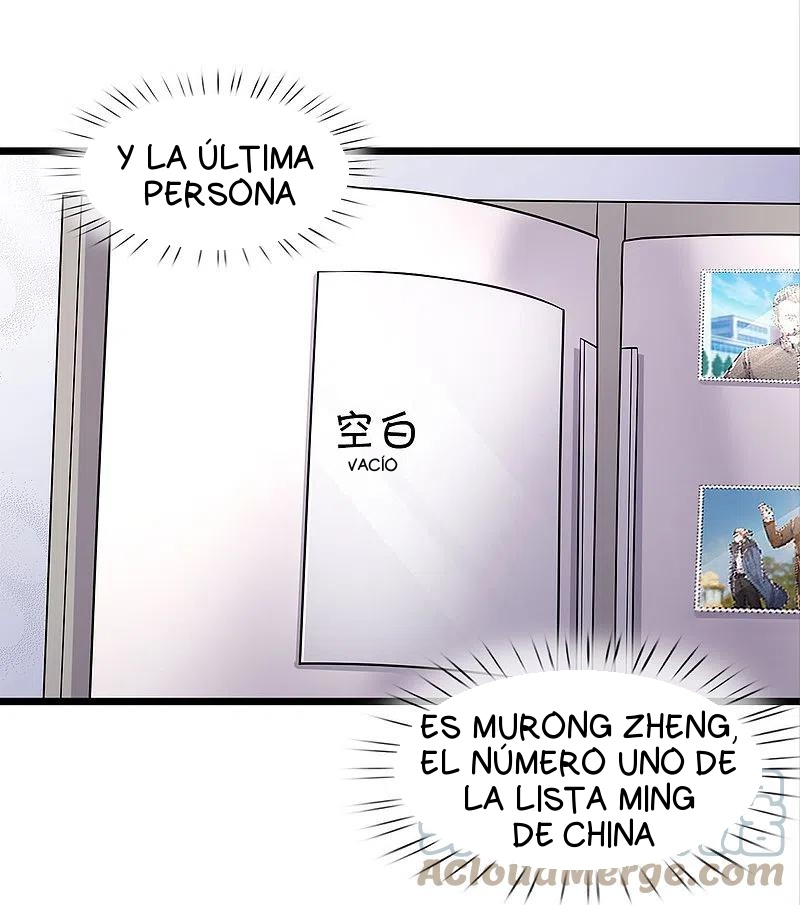 Y LA ÚLTIMA
PERSONA
空白
VACÍO
ES MURONG ZHENG,
EL NÚMERO UNO DE
LA LISTA MING
DE CHINA
ACloudMerge.com